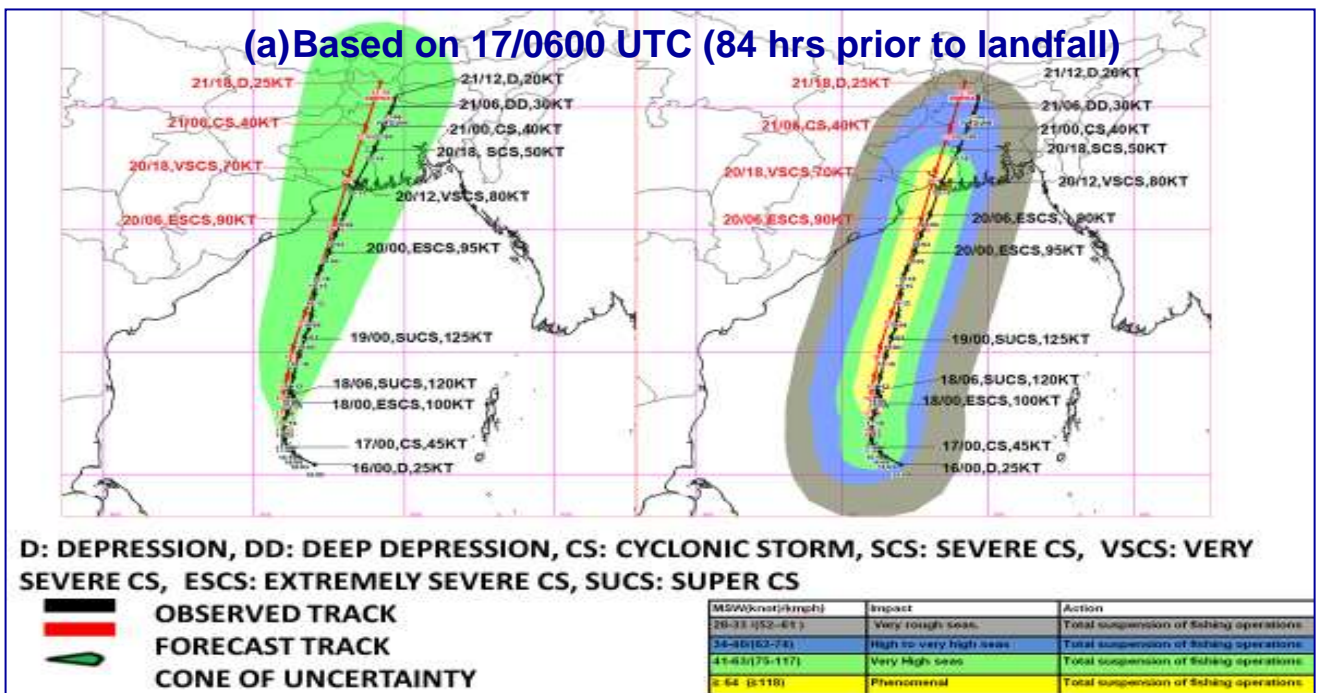 (a)Based on 17/0600 UTC (84 hrs prior to landfall)
21/18,D,25KT
21/12,D,20KT
21/06,DD,30KT
21/00,CS,40KT
21/00,CS,40KT
20/18, SCS,50KT
20/18,VSCS,70KT
20/12,VSCS,80KT
20/06,ESCS,90KT
20/00,ESCS,95KT
19/00,SUCS,125KT
18/06,SUCS,120KT
18/00,ESCS,100KT
17/00,CS,45KT
16/00,D,25KT
21/18,D,25KT
21/12,D,20KT
21/06,DD,30KT
21/06,CS,40KT
21/00,CS,40KT
20/18,SCS,50KT
20/18,VSCS,70KT
20/12,VSCS,80KT
20/06,ESCS,90KT
20/06,ESCS,
20/00,ESCS,95KT
19/00,SUCS,125KT
18/06,SUCS,120KT
18/00,ESCS,100KT
17/00,CS,45KT
16/00,D,25KT
D: DEPRESSION, DD: DEEP DEPRESSION, CS: CYCLONIC STORM, SCS: SEVERE CS, VSCS: VERY
SEVERE CS, ESCS: EXTREMELY SEVERE CS, SUCS: SUPER CS
OBSERVED TRACK
FORECAST TRACK
CONE OF UNCERTAINTY
MSW(knot)/kmph) Impact Action
Very rough seas. Total suspension of fishing operations
High to very high seas Total suspension of fishing operations
41-63/(75-117) Very High seas Total suspension of fishing operations
Phenomenal Total suspension of fishing operations